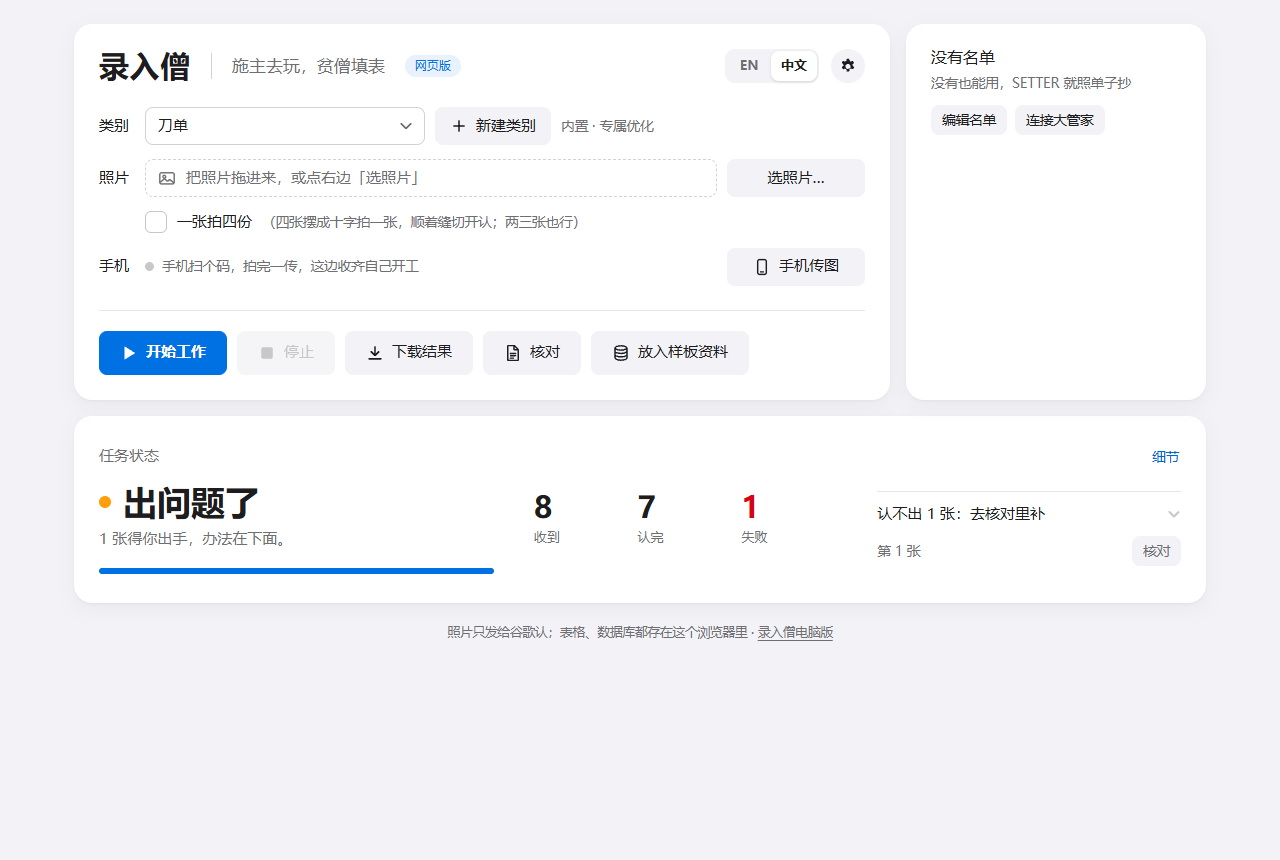 录入僧
施主去玩，贫僧填表
网页版
EN
中文
类别
刀单
新建类别
内置 · 专属优化
照片
把照片拖进来，或点右边「选照片」
选照片...
一张拍四份
（四张摆成十字拍一张，顺着缝切开认；两三张也行）
手机
手机扫个码，拍完一传，这边收齐自己开工
手机传图
开始工作
停止
下载结果
核对
放入样板资料
没有名单
没有也能用，SETTER 就照单子抄
编辑名单
连接大管家
任务状态
细节
出问题了
1 张得你出手，办法在下面。
8
收到
7
认完
1
失败
认不出 1 张：去核对里补
第 1 张
核对
照片只发给谷歌认；表格、数据库都存在这个浏览器里 · 录入僧电脑版